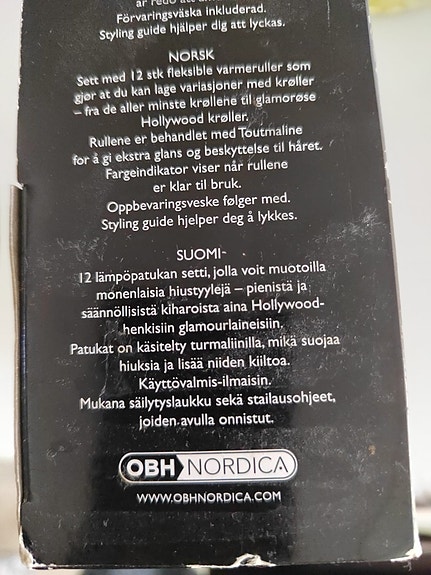 är redo att
Förvaringsväska inkluderad.
Styling guide hjälper dig att lyckas.
NORSK
Sett med 12 stk fleksible varmeruller som
gjør at du kan lage variasjoner med krøller
– fra de aller minste krøllene til glamorøse
Hollywood krøller.
Rullene er behandlet med Toutmaline
for å gi ekstra glans og beskyttelse til håret.
Fargeindikator viser når rullene
er klar til bruk.
Oppbevaringsveske følger med.
Styling guide hjelper deg å lykkes.
SUOMI
12 lämpöpatukan setti, jolla voit muotoilla
monenlaisia hiustyylejä – pienistä ja
säännöllisistä kiharoista aina Hollywood-
henkisiin glamourlaineisiin.
Patukat on käsitelty turmaliinilla, mikä suojaa
hiuksia ja lisää niiden kiiltoa.
Käyttövalmis-ilmaisin.
Mukana säilytyslaukku sekä stailausohjeet,
joiden avulla onnistut.
OBH NORDICA
WWW.OBHNORDICA.COM